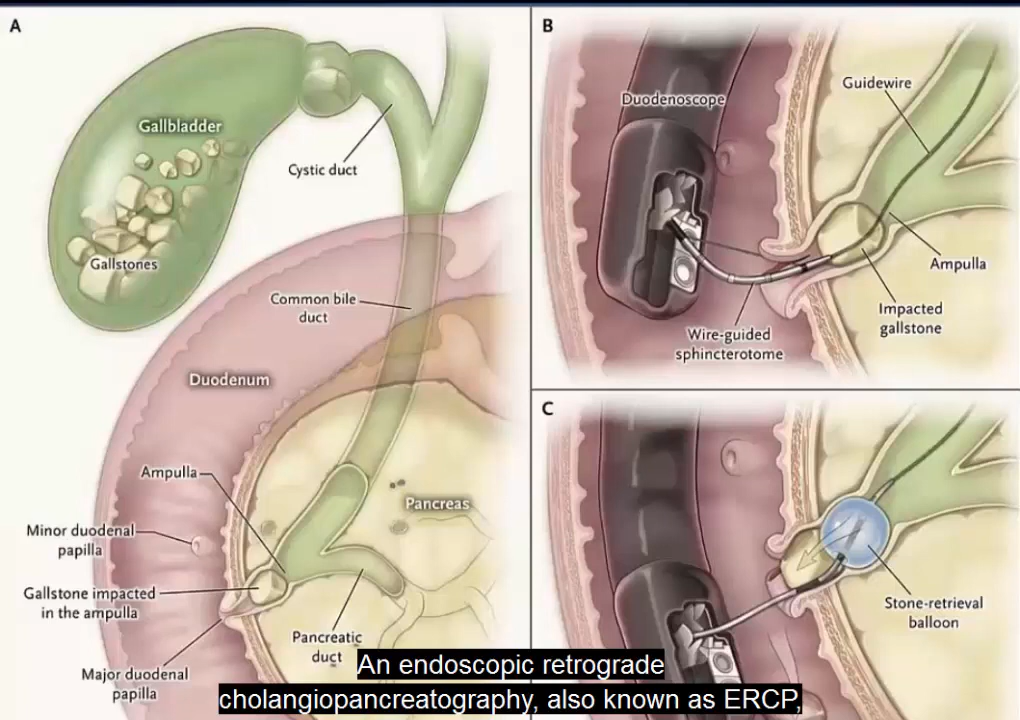 A
Gallbladder
Cystic duct
Gallstones
Common bile
duct
Duodenum
Ampulla
Pancreas
Minor duodenal
papilla
Gallstone impacted
in the ampulla
Pancreatic
duct
Major duodenal
papilla
B
Duodenoscope
Guidewire
Ampulla
Impacted
gallstone
Wire-guided
sphincterotome
C
Stone-retrieval
balloon
An endoscopic retrograde
cholangiopancreatography, also known as ERCP,